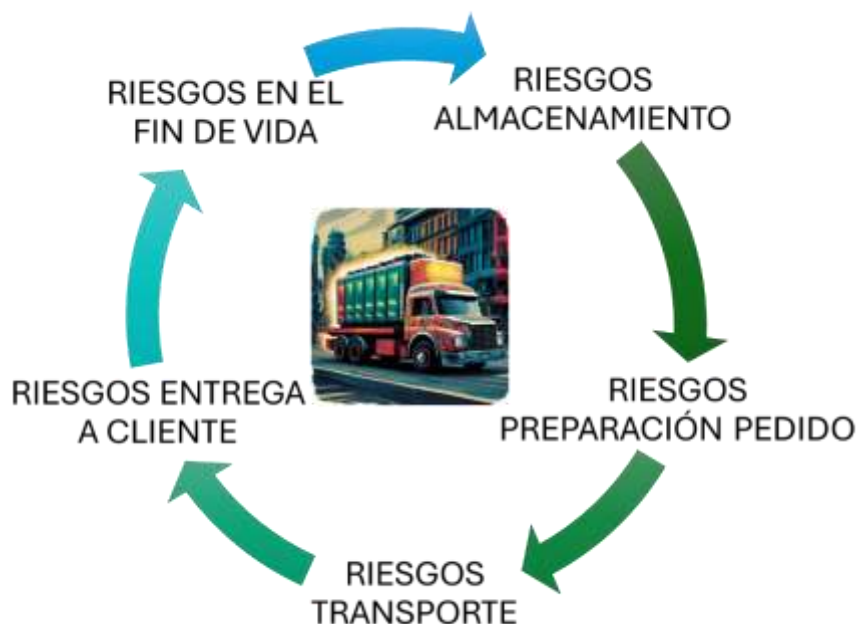 RIESGOS EN EL
FIN DE VIDA
RIESGOS
ALMACENAMIENTO
RIESGOS
PREPARACIÓN PEDIDO
RIESGOS
TRANSPORTE
RIESGOS ENTREGA
A CLIENTE